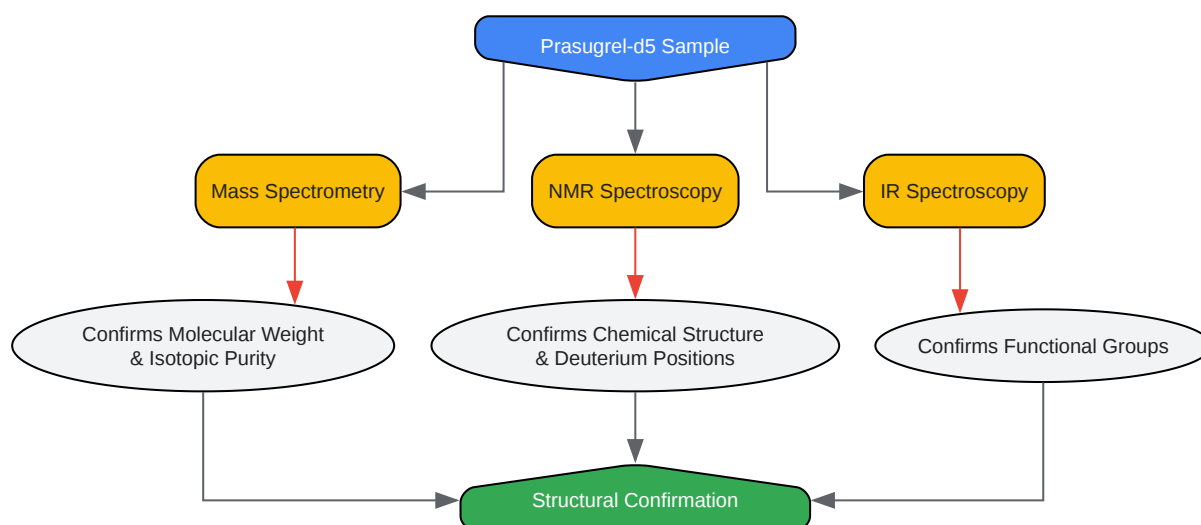 Prasugrel-d5 Sample
Mass Spectrometry
NMR Spectroscopy
IR Spectroscopy
Confirms Molecular Weight
& Isotopic Purity
Confirms Chemical Structure
& Deuterium Positions
Confirms Functional Groups
Structural Confirmation